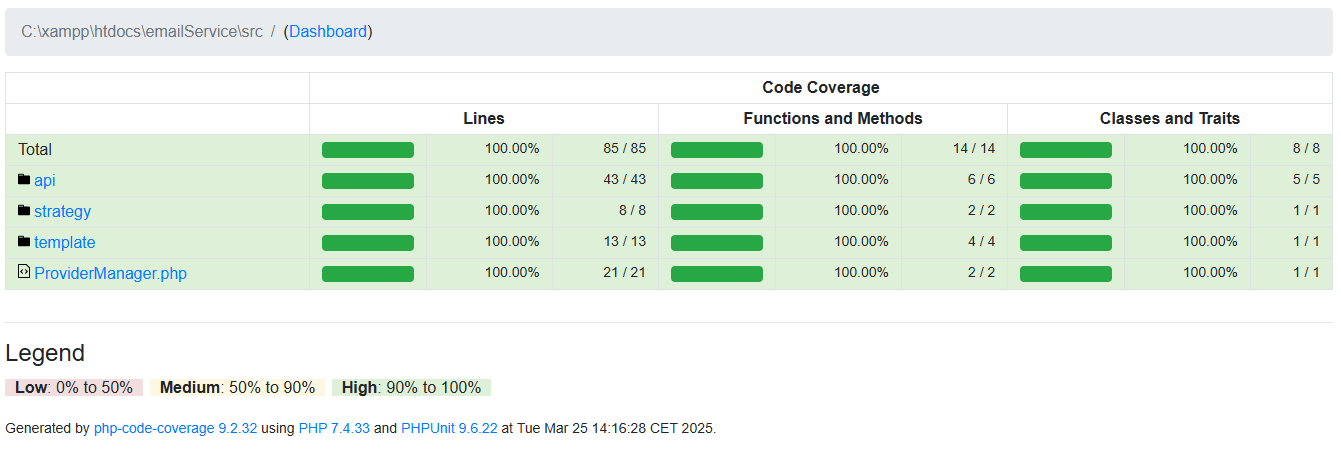 C:\xampp\htdocs\emailService\src / (Dashboard)
Code Coverage
Lines Functions and Methods Classes and Traits
Total 100.00% 85 / 85 100.00% 14 / 14 100.00% 8 / 8
api 100.00% 43 / 43 100.00% 6 / 6 100.00% 5 / 5
strategy 100.00% 8 / 8 100.00% 2 / 2 100.00% 1 / 1
template 100.00% 13 / 13 100.00% 4 / 4 100.00% 1 / 1
ProviderManager.php 100.00% 21 / 21 100.00% 2 / 2 100.00% 1 / 1
Legend
Low: 0% to 50% Medium: 50% to 90% High: 90% to 100%
Generated by php-code-coverage 9.2.32 using PHP 7.4.33 and PHPUnit 9.6.22 at Tue Mar 25 14:16:28 CET 2025.